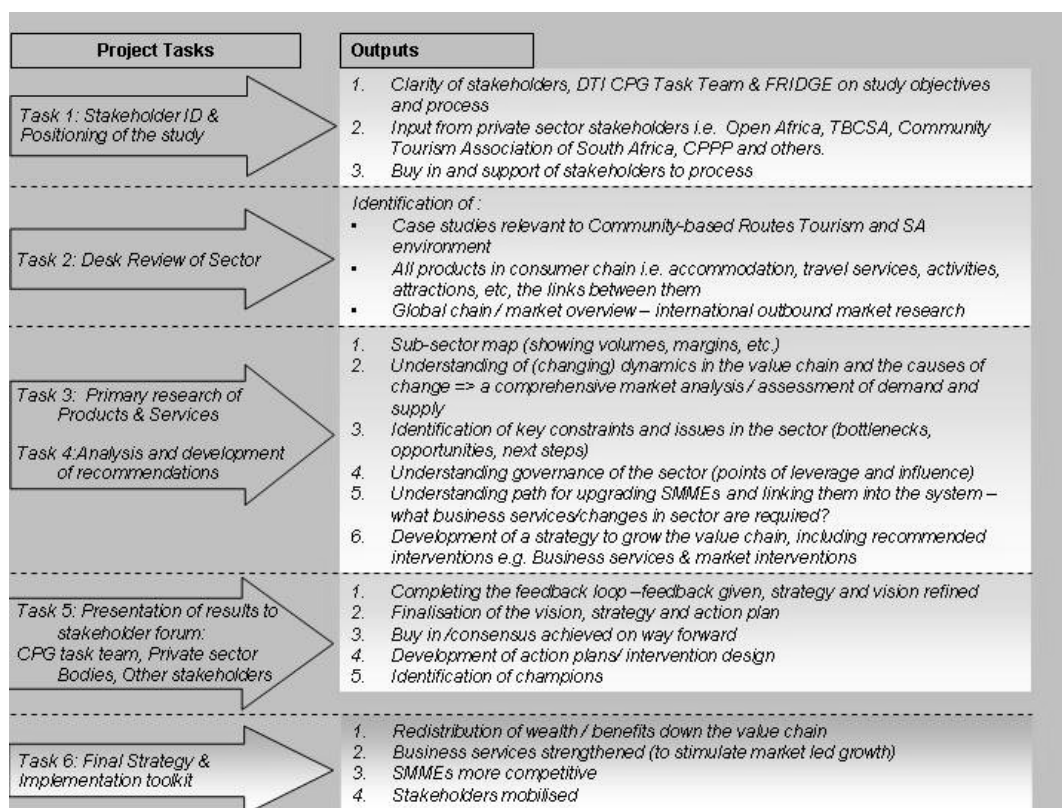 Project Tasks
Outputs
Task 1: Stakeholder ID &
Positioning of the study
1. Clarity of stakeholders, DTI CPG Task Team & FRIDGE on study objectives
and process
2. Input from private sector stakeholders i.e. Open Africa, TBCSA, Community
Tourism Association of South Africa, CPPP and others.
3. Buy in and support of stakeholders to process
Task 2: Desk Review of Sector
Identification of :
▪ Case studies relevant to Community-based Routes Tourism and SA
environment
▪ All products in consumer chain i.e. accommodation, travel services, activities,
attractions, etc, the links between them
▪ Global chain / market overview – international outbound market research
Task 3: Primary research of
Products & Services
Task 4:Analysis and development
of recommendations
1. Sub-sector map (showing volumes, margins, etc.)
2. Understanding of (changing) dynamics in the value chain and the causes of
change => a comprehensive market analysis / assessment of demand and
supply
3. Identification of key constraints and issues in the sector (bottlenecks,
opportunities, next steps)
4. Understanding governance of the sector (points of leverage and influence)
5. Understanding path for upgrading SMMEs and linking them into the system –
what business services/changes in sector are required?
6. Development of a strategy to grow the value chain, including recommended
interventions e.g. Business services & market interventions
Task 5: Presentation of results to
stakeholder forum:
CPG task team, Private sector
Bodies, Other stakeholders
1. Completing the feedback loop –feedback given, strategy and vision refined
2. Finalisation of the vision, strategy and action plan
3. Buy in /consensus achieved on way forward
4. Development of action plans/ intervention design
5. Identification of champions
Task 6: Final Strategy &
Implementation toolkit
1. Redistribution of wealth / benefits down the value chain
2. Business services strengthened (to stimulate market led growth)
3. SMMEs more competitive
4. Stakeholders mobilised